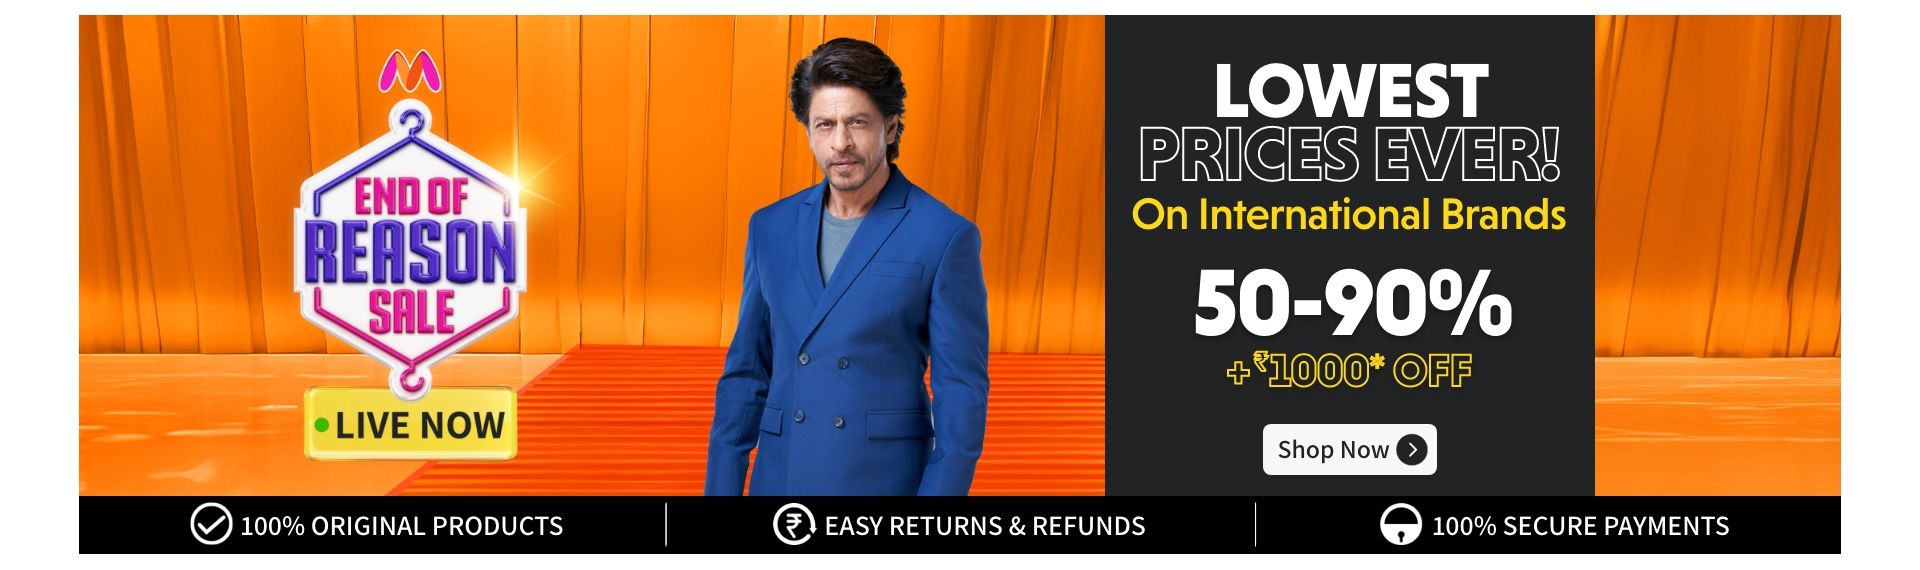 END OF
REASON
SALE
LIVE NOW
LOWEST
PRICES EVER!
On International Brands
50-90%
+₹1000* OFF
Shop Now
100% ORIGINAL PRODUCTS
EASY RETURNS & REFUNDS
100% SECURE PAYMENTS